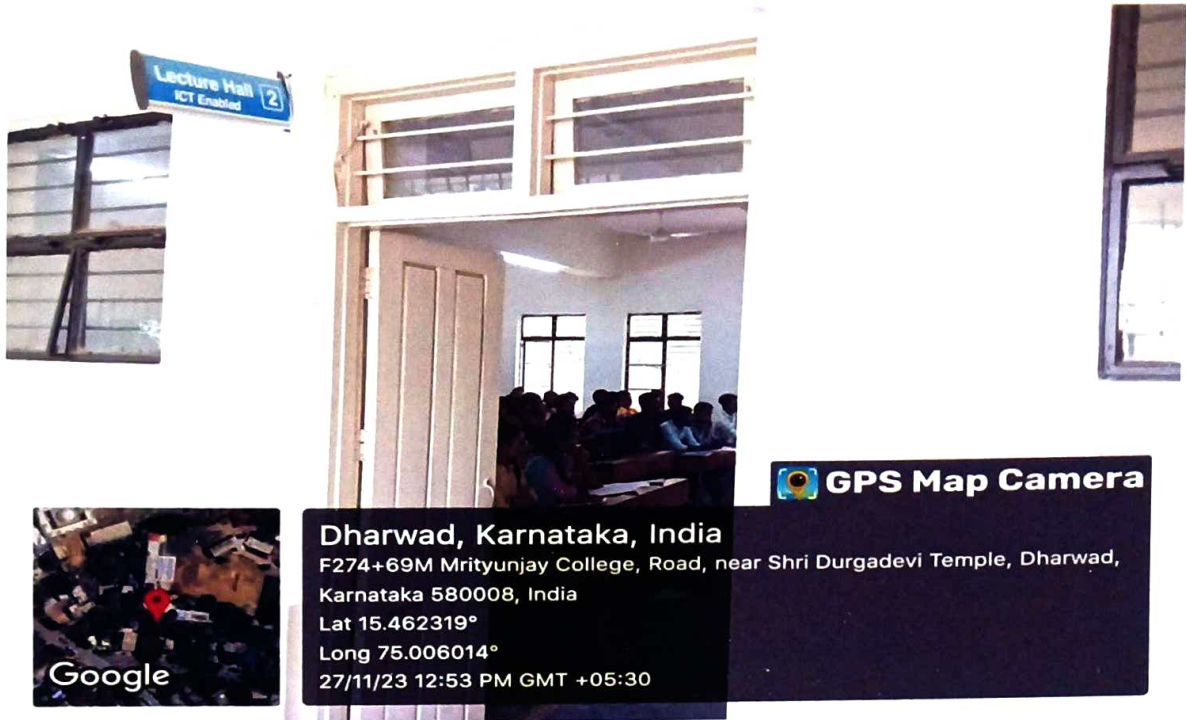 Lecture Hall 2
ICT Enabled
GPS Map Camera
Dharwad, Karnataka, India
F274+69M Mrityunjay College, Road, near Shri Durgadevi Temple, Dharwad,
Karnataka 580008, India
Lat 15.462319°
Long 75.006014°
27/11/23 12:53 PM GMT +05:30
Google